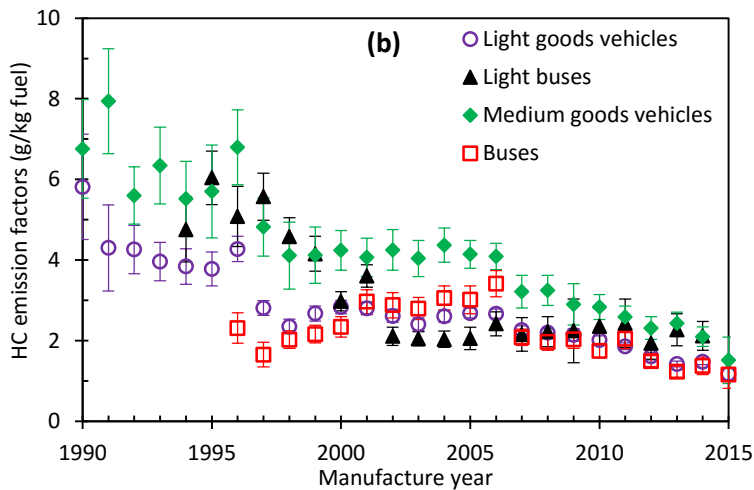 (b)
Light goods vehicles
Light buses
Medium goods vehicles
Buses
HC emission factors (g/kg fuel)
10
8
6
4
2
0
1990 1995 2000 2005 2010 2015
Manufacture year